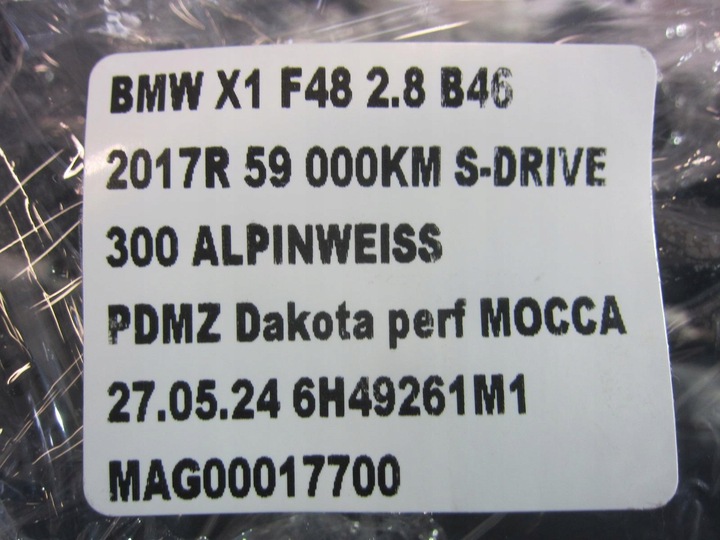 BMW X1 F48 2.8 B46
2017R 59 000KM S-DRIVE
300 ALPINWEISS
PDMZ Dakota perf MOCCA
27.05.24 6H49261M1
MAG00017700